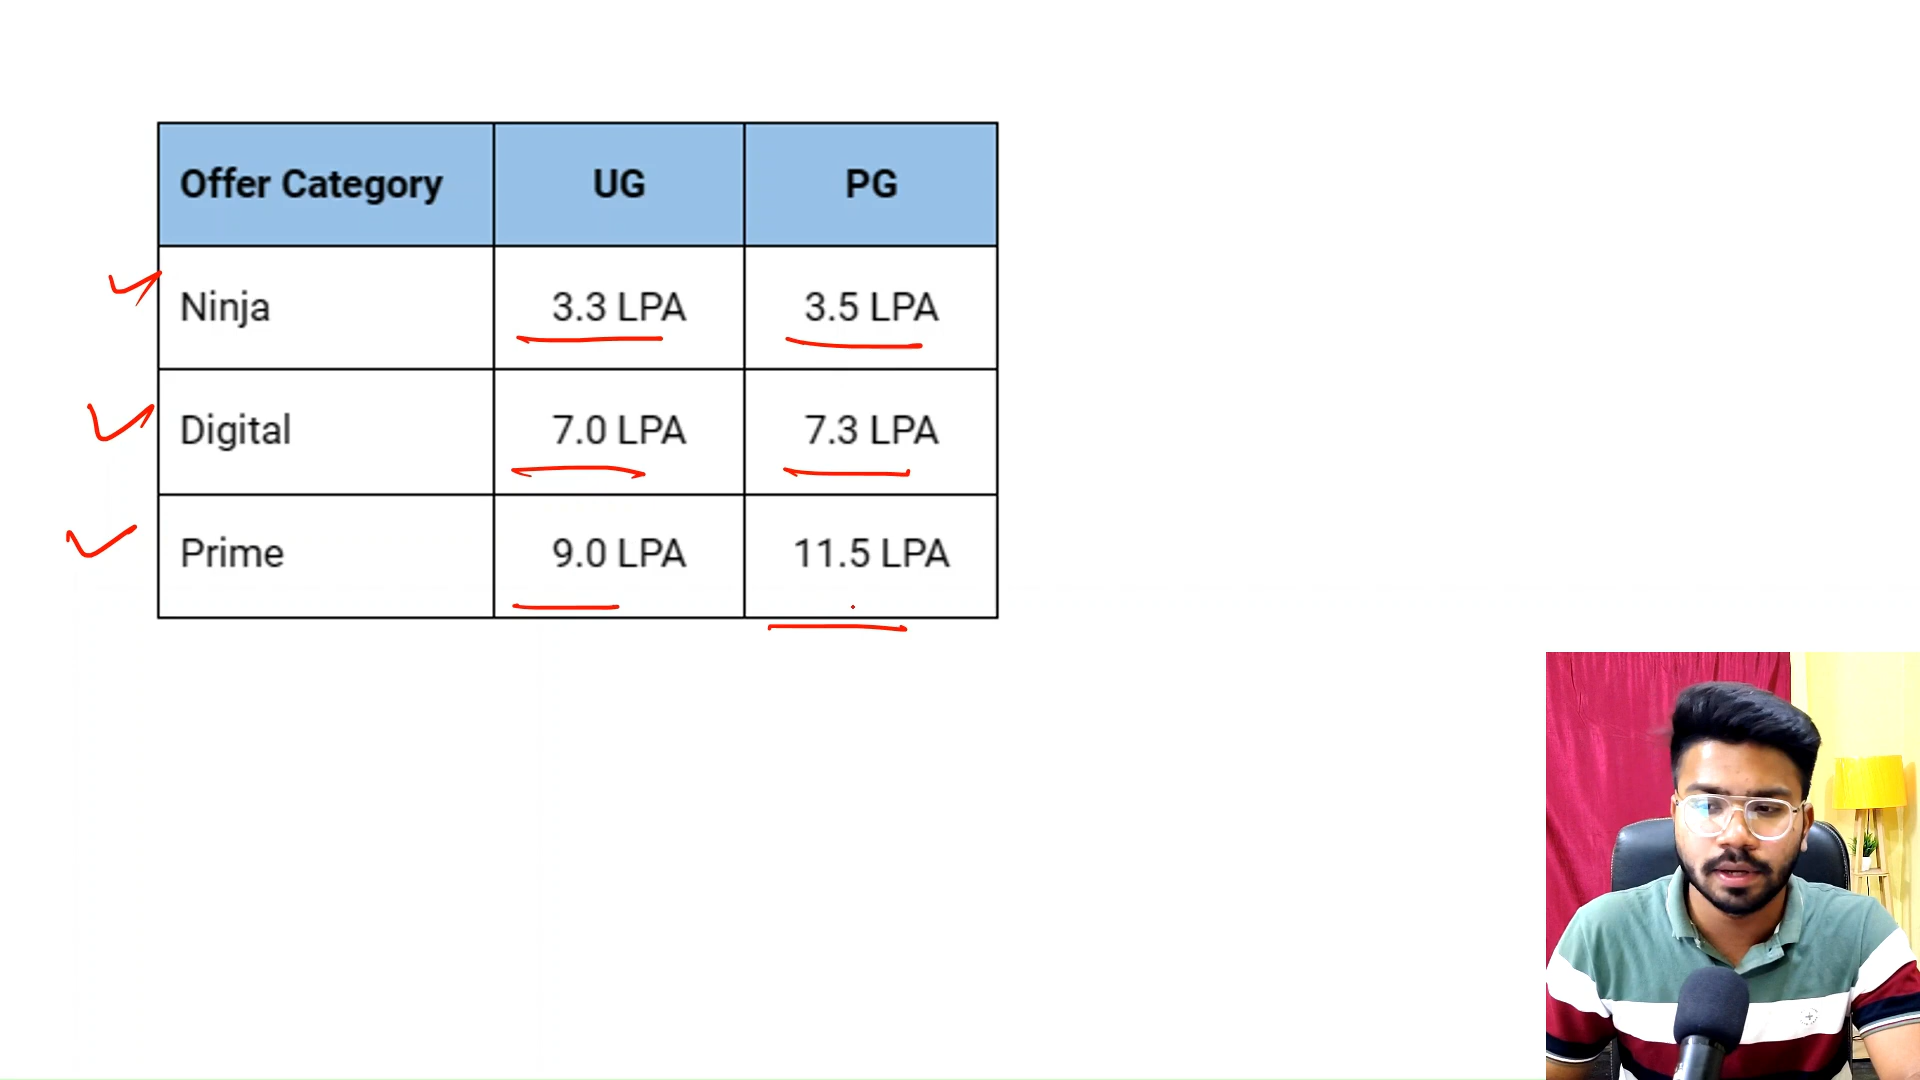 Offer Category UG PG
Ninja 3.3 LPA 3.5 LPA
Digital 7.0 LPA 7.3 LPA
Prime 9.0 LPA 11.5 LPA